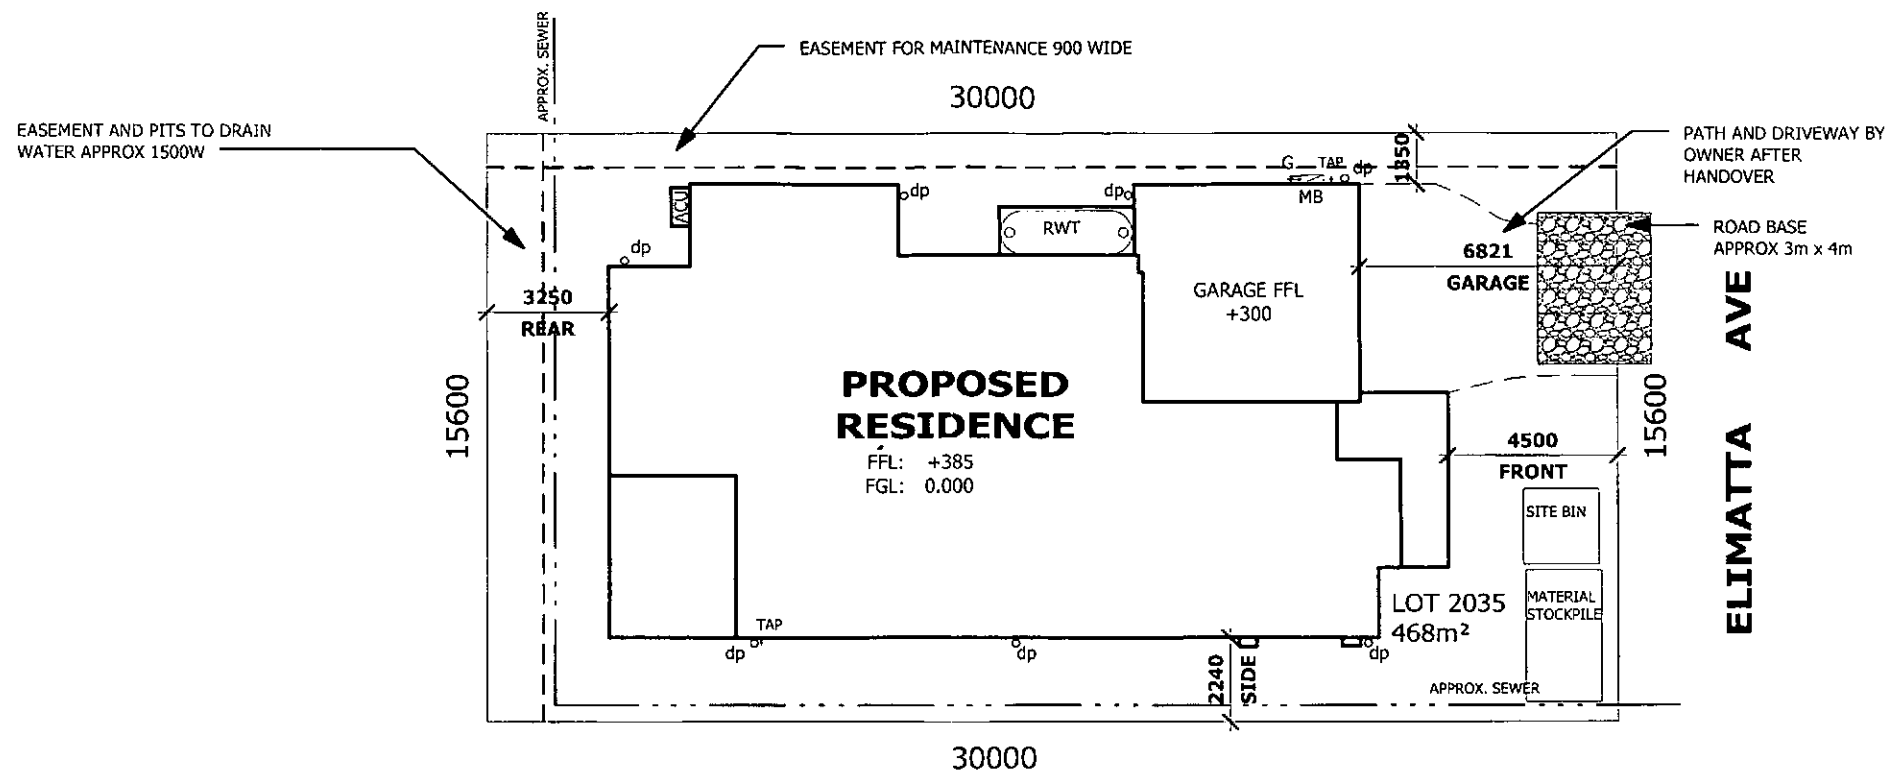 APPROX. SEWER
EASEMENT FOR MAINTENANCE 900 WIDE
30000
EASEMENT AND PITS TO DRAIN
WATER APPROX 1500W
PATH AND DRIVEWAY BY
OWNER AFTER
HANDOVER
1350
G
TAP
dp
MB
ACU
dp
dp
RWT
dp
ROAD BASE
APPROX 3m x 4m
6821
GARAGE
GARAGE FFL
+300
3250
REAR
15600
PROPOSED
RESIDENCE
FFL: +385
FGL: 0.000
15600
4500
FRONT
ELIMATTA AVE
SITE BIN
MATERIAL
STOCKPILE
LOT 2035
468m²
TAP
dp
dp
dp
2240
SIDE
APPROX. SEWER
30000